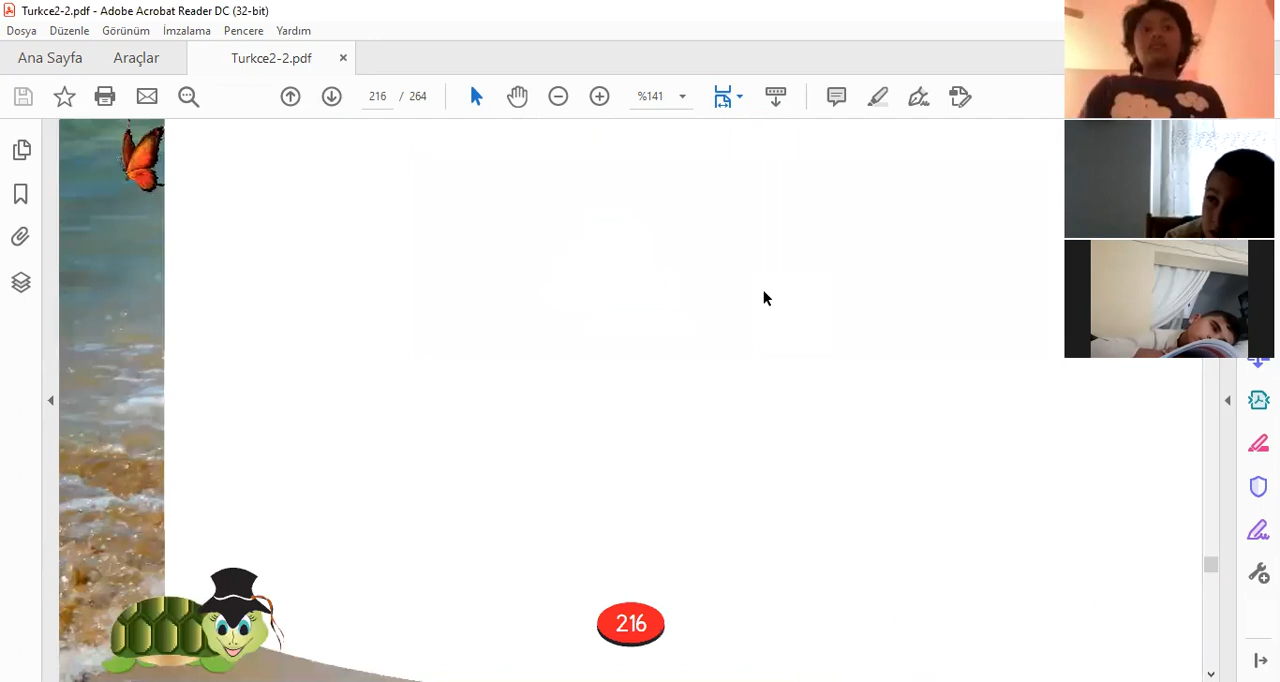 Turkce2-2.pdf - Adobe Acrobat Reader DC (32-bit)
Dosya Düzenle Görünüm İmzalama Pencere Yardım
Ana Sayfa Araçlar Turkce2-2.pdf ×
216 / 264 %141
216